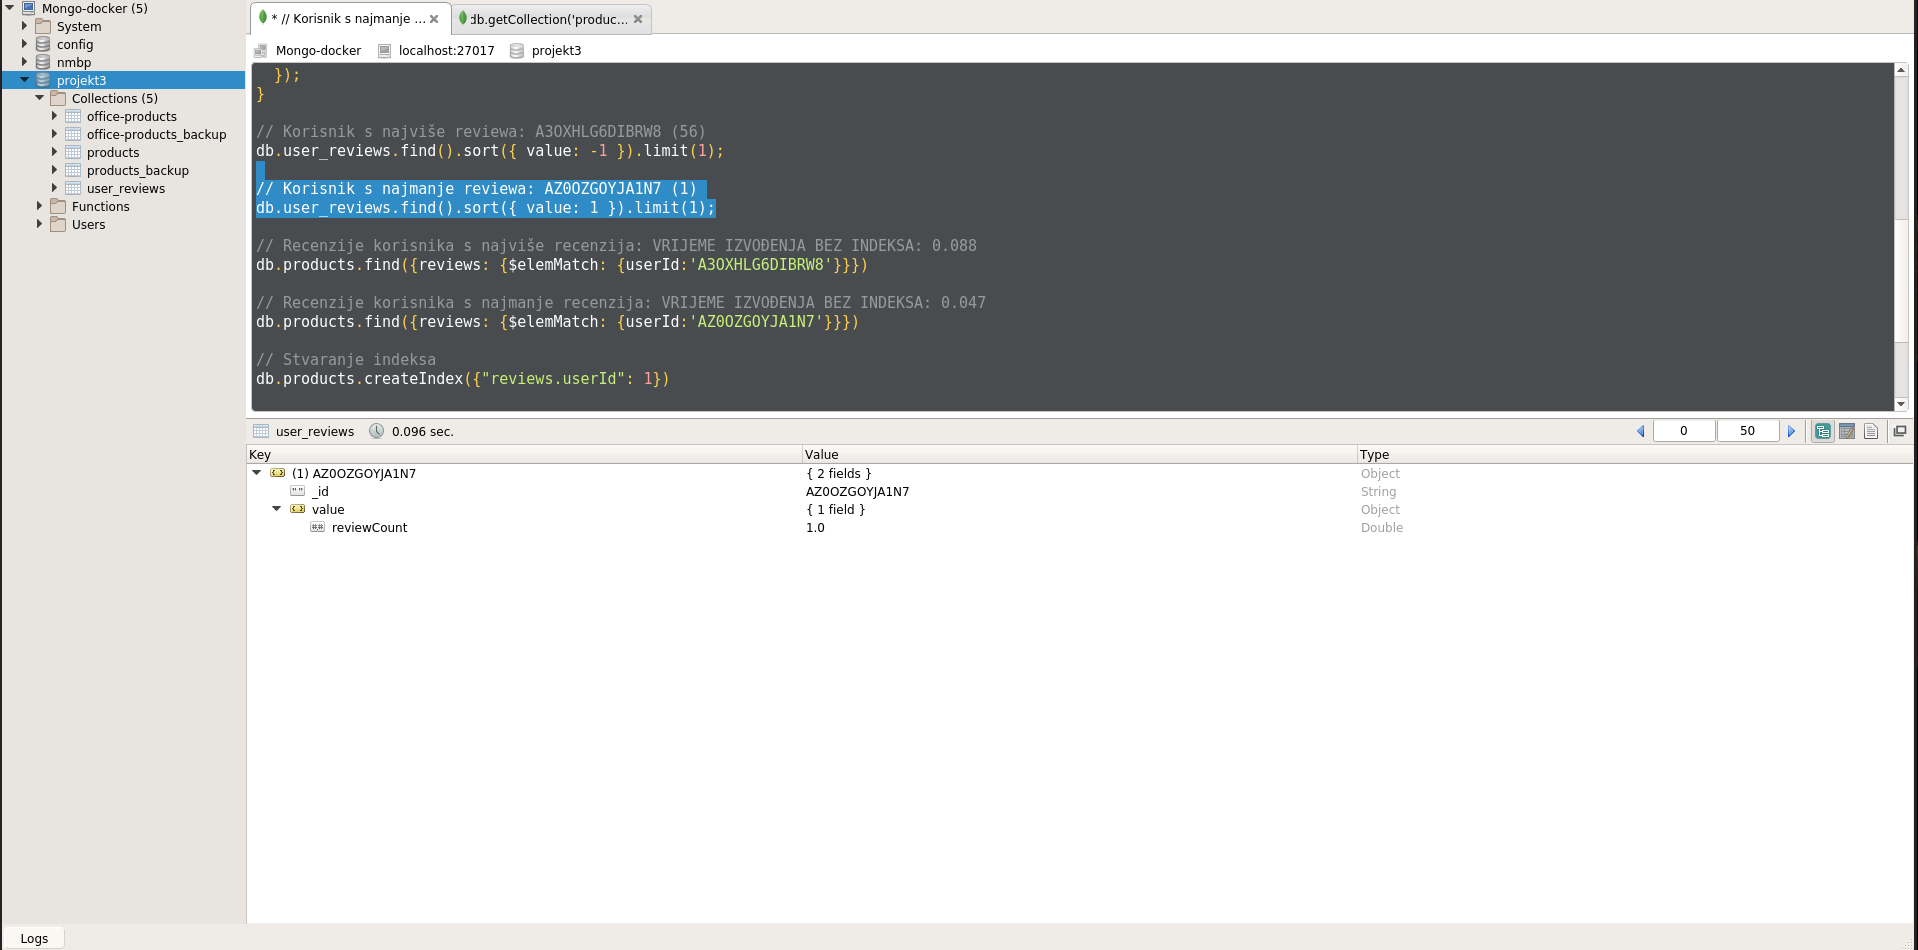 Mongo-docker (5)
System
config
nmbp
projekt3
Collections (5)
office-products
office-products_backup
products
products_backup
user_reviews
Functions
Users
* // Korisnik s najmanje ...
db.getCollection('produc...
Mongo-docker localhost:27017 projekt3
});
}
// Korisnik s najviše reviewa: A3OXHLG6DIBRW8 (56)
db.user_reviews.find().sort({ value: -1 }).limit(1);
// Korisnik s najmanje reviewa: AZ0OZGOYJA1N7 (1)
db.user_reviews.find().sort({ value: 1 }).limit(1);
// Recenzije korisnika s najviše recenzija: VRIJEME IZVOĐENJA BEZ INDEKSA: 0.088
db.products.find({reviews: {$elemMatch: {userId:'A3OXHLG6DIBRW8'}}})
// Recenzije korisnika s najmanje recenzija: VRIJEME IZVOĐENJA BEZ INDEKSA: 0.047
db.products.find({reviews: {$elemMatch: {userId:'AZ0OZGOYJA1N7'}}})
// Stvaranje indeksa
db.products.createIndex({"reviews.userId": 1})
user_reviews 0.096 sec. 0 50
Key Value Type
(1) AZ0OZGOYJA1N7 { 2 fields } Object
_id AZ0OZGOYJA1N7 String
value { 1 field } Object
reviewCount 1.0 Double
Logs